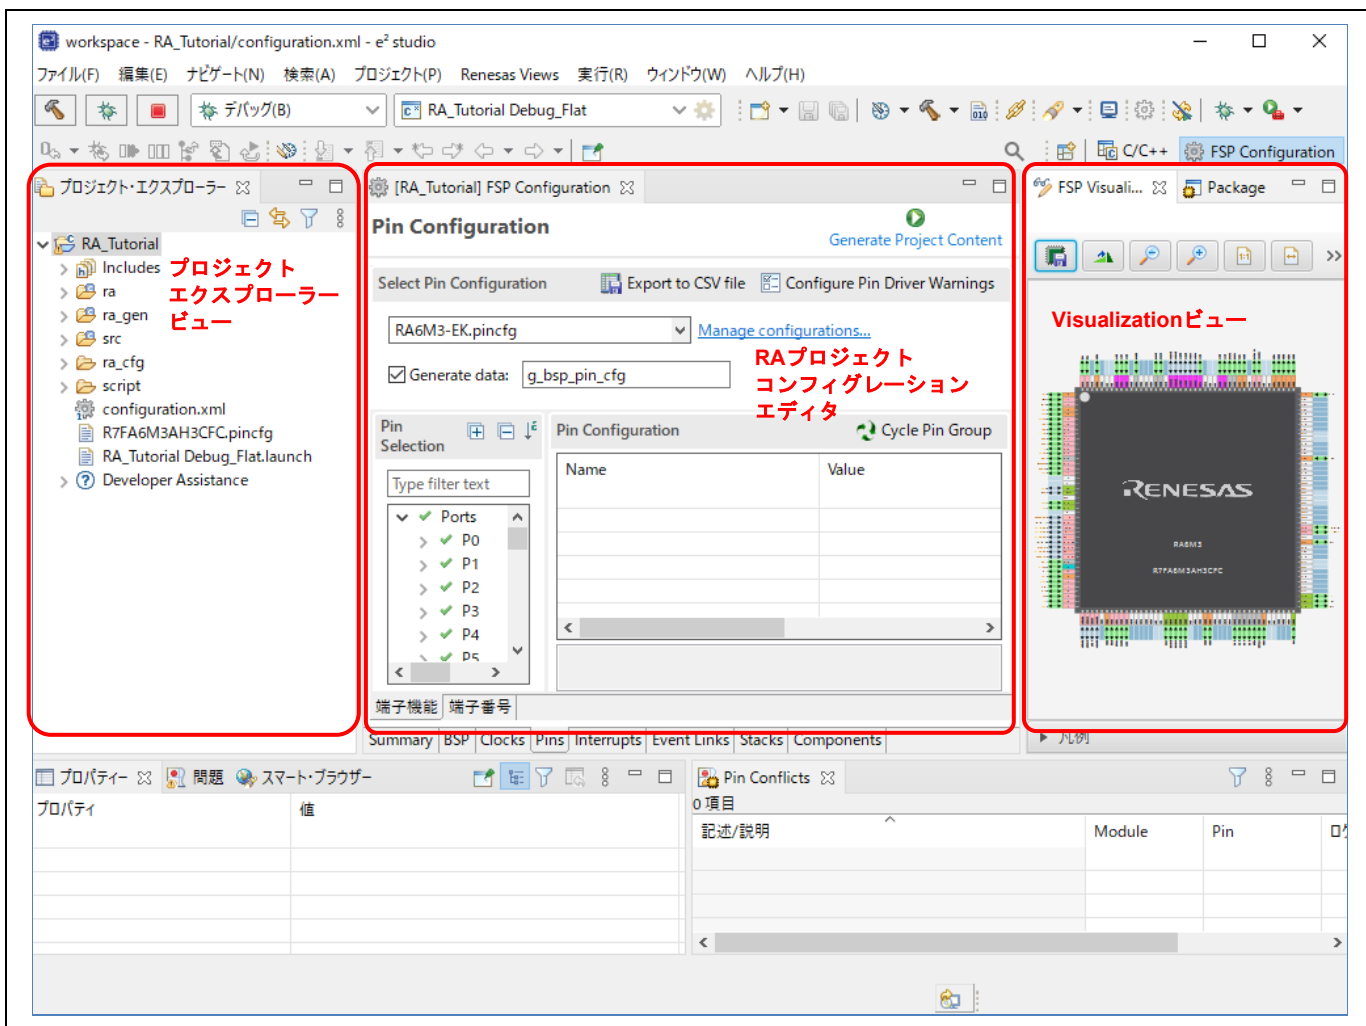 workspace - RA_Tutorial/configuration.xml - e² studio
ファイル(F) 編集(E) ナビゲート(N) 検索(A) プロジェクト(P) Renesas Views 実行(R) ウィンドウ(W) ヘルプ(H)
デバッグ(B)
RA_Tutorial Debug_Flat
C/C++
FSP Configuration
プロジェクト・エクスプローラー
RA_Tutorial
Includes
ra
ra_gen
src
ra_cfg
script
configuration.xml
R7FA6M3AH3CFC.pincfg
RA_Tutorial Debug_Flat.launch
Developer Assistance
プロジェクト
エクスプローラー
ビュー
[RA_Tutorial] FSP Configuration
Pin Configuration
Generate Project Content
Select Pin Configuration
Export to CSV file
Configure Pin Driver Warnings
RA6M3-EK.pincfg
Manage configurations...
Generate data:
g_bsp_pin_cfg
RAプロジェクト
コンフィグレーション
エディタ
Pin
Selection
Type filter text
Ports
P0
P1
P2
P3
P4
P5
Pin Configuration
Cycle Pin Group
Name
Value
端子機能 端子番号
Summary BSP Clocks Pins Interrupts Event Links Stacks Components
FSP Visuali...
Package
1:1
Visualizationビュー
RENESAS
RA6M3
R7FA6M3AH3CFC
凡例
プロパティー
問題
スマート・ブラウザー
プロパティ
値
Pin Conflicts
0 項目
記述/説明
Module
Pin